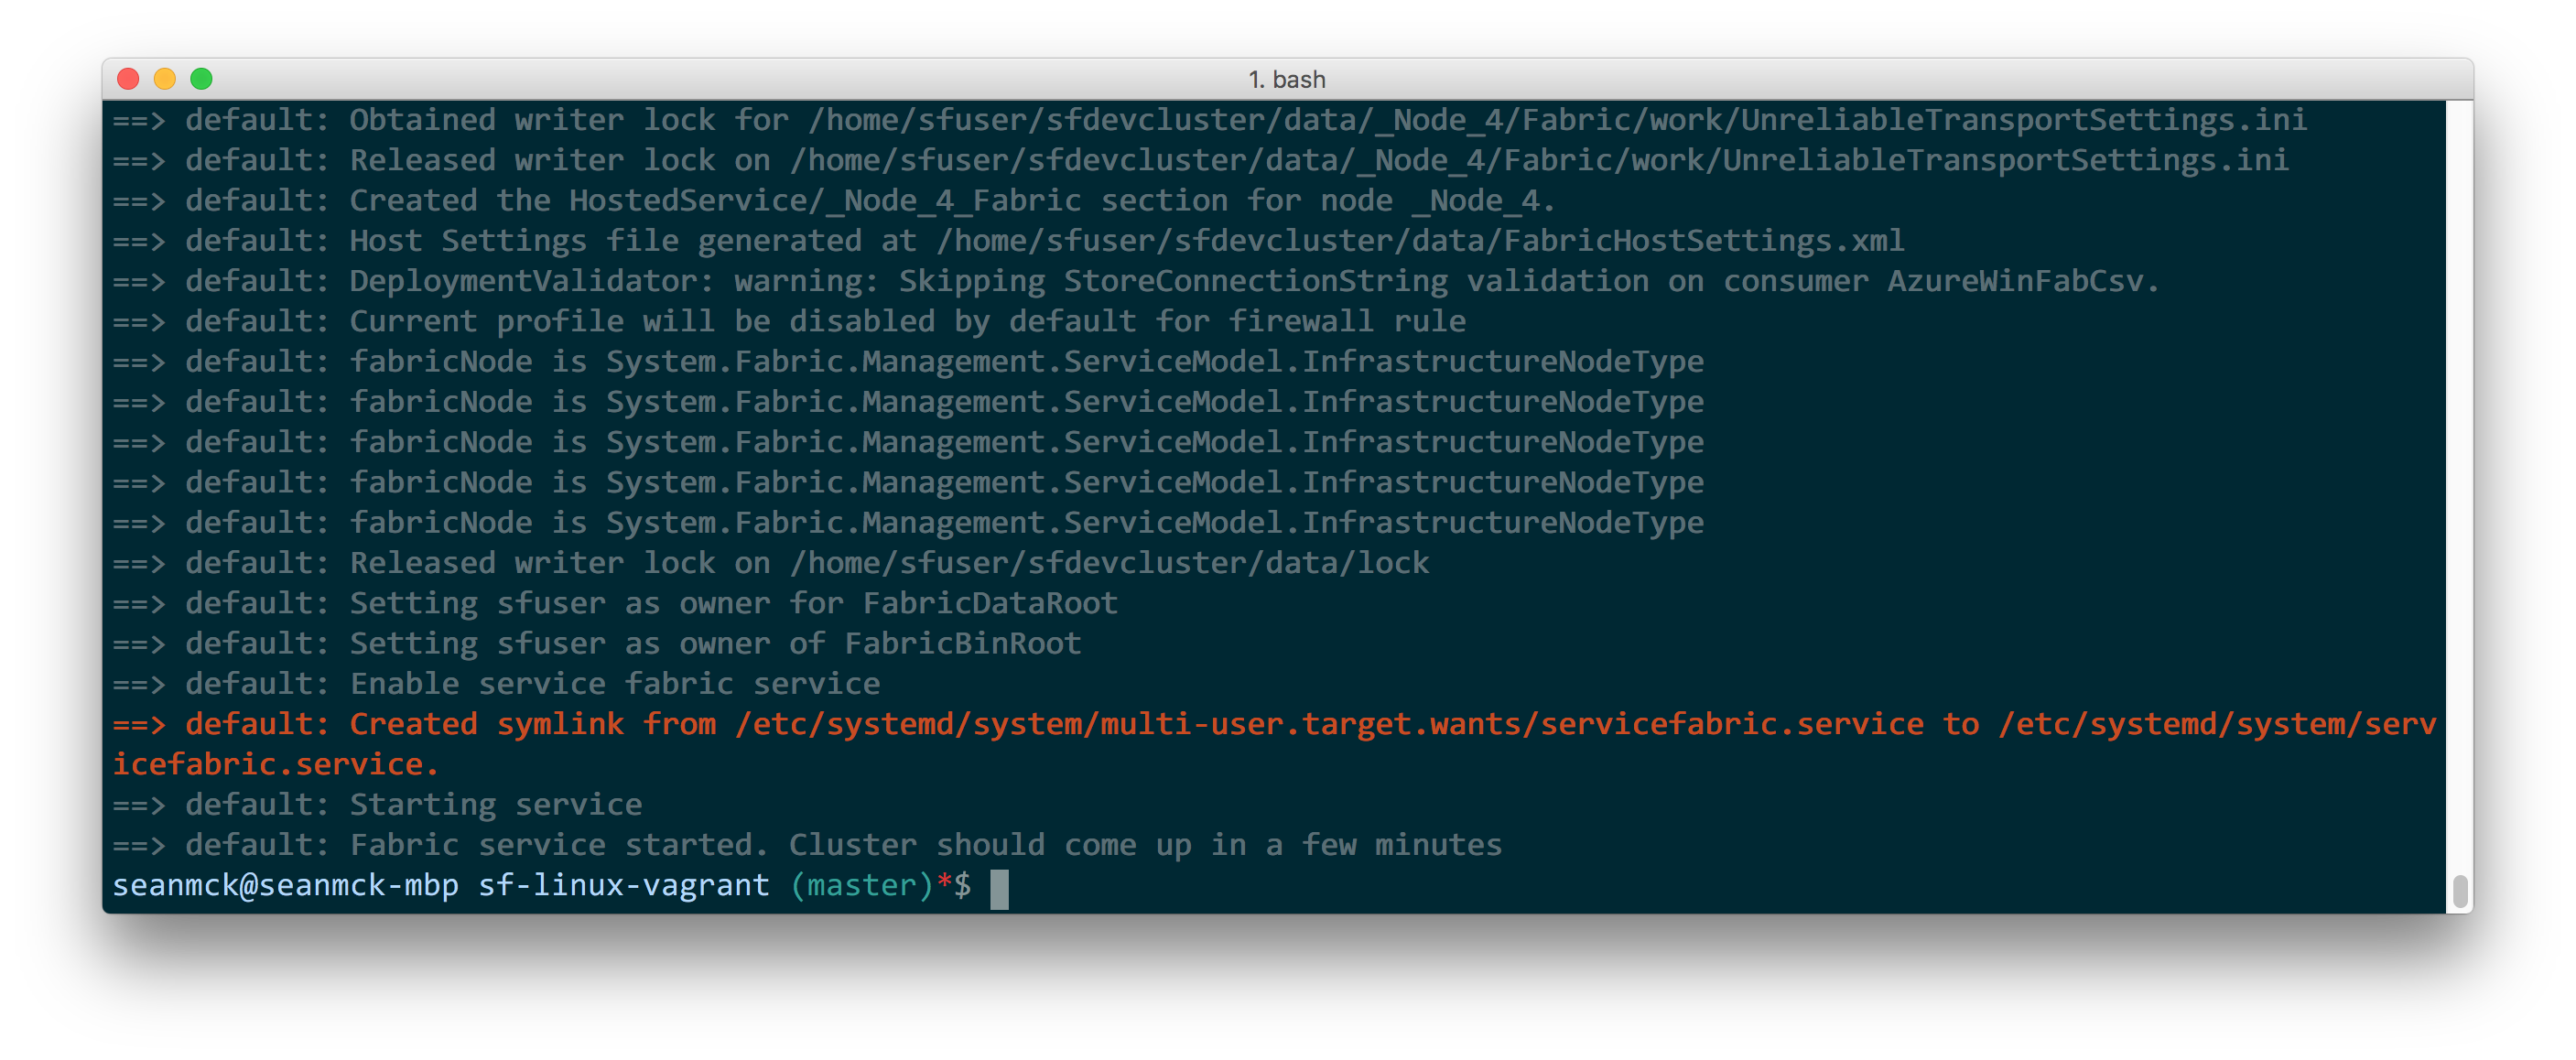 1. bash
==> default: Obtained writer lock for /home/sfuser/sfdevcluster/data/_Node_4/Fabric/work/UnreliableTransportSettings.ini
==> default: Released writer lock on /home/sfuser/sfdevcluster/data/_Node_4/Fabric/work/UnreliableTransportSettings.ini
==> default: Created the HostedService/_Node_4_Fabric section for node _Node_4.
==> default: Host Settings file generated at /home/sfuser/sfdevcluster/data/FabricHostSettings.xml
==> default: DeploymentValidator: warning: Skipping StoreConnectionString validation on consumer AzureWinFabCsv.
==> default: Current profile will be disabled by default for firewall rule
==> default: fabricNode is System.Fabric.Management.ServiceModel.InfrastructureNodeType
==> default: fabricNode is System.Fabric.Management.ServiceModel.InfrastructureNodeType
==> default: fabricNode is System.Fabric.Management.ServiceModel.InfrastructureNodeType
==> default: fabricNode is System.Fabric.Management.ServiceModel.InfrastructureNodeType
==> default: fabricNode is System.Fabric.Management.ServiceModel.InfrastructureNodeType
==> default: Released writer lock on /home/sfuser/sfdevcluster/data/lock
==> default: Setting sfuser as owner for FabricDataRoot
==> default: Setting sfuser as owner of FabricBinRoot
==> default: Enable service fabric service
==> default: Created symlink from /etc/systemd/system/multi-user.target.wants/servicefabric.service to /etc/systemd/system/serv
icefabric.service.
==> default: Starting service
==> default: Fabric service started. Cluster should come up in a few minutes
seanmck@seanmck-mbp sf-linux-vagrant (master)*$